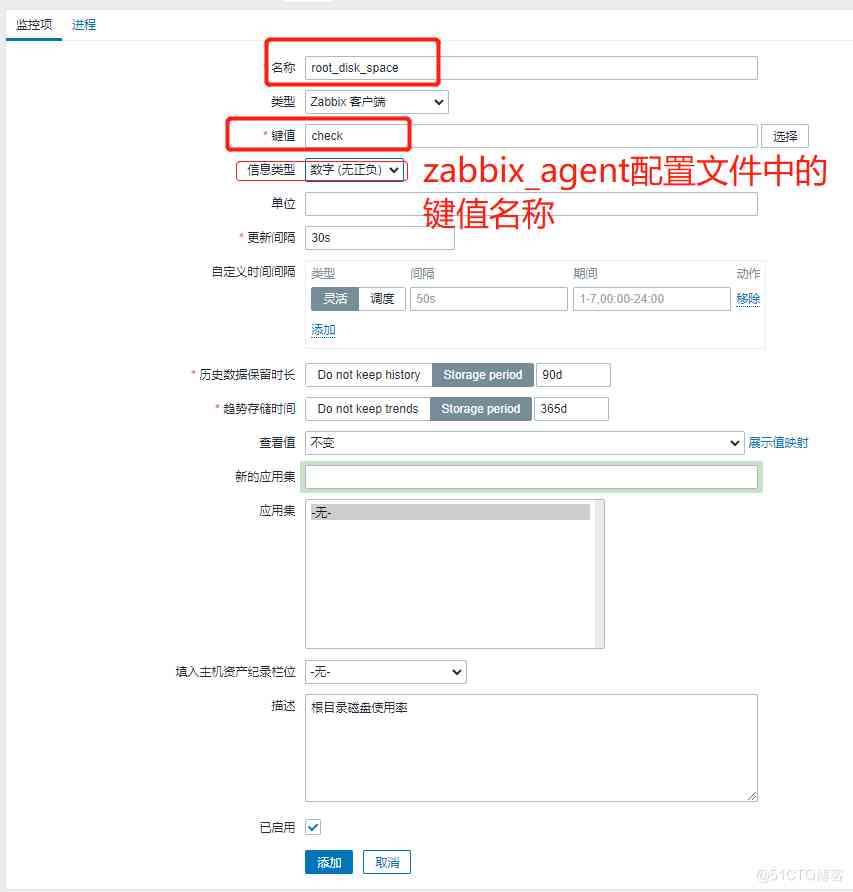 监控项 进程
* 名称 root_disk_space
类型 Zabbix 客户端
* 键值 check 选择
信息类型 数字 (无正负)
zabbix_agent配置文件中的
键值名称
单位
* 更新间隔 30s
自定义时间间隔 类型 间隔 期间 动作
灵活 调度 50s 1-7,00:00-24:00 移除
添加
* 历史数据保留时长 Do not keep history Storage period 90d
* 趋势存储时间 Do not keep trends Storage period 365d
查看值 不变 展示值映射
新的应用集
应用集 -无-
填入主机资产纪录栏位 -无-
描述 根目录磁盘使用率
已启用
添加 取消
@51CTO博客